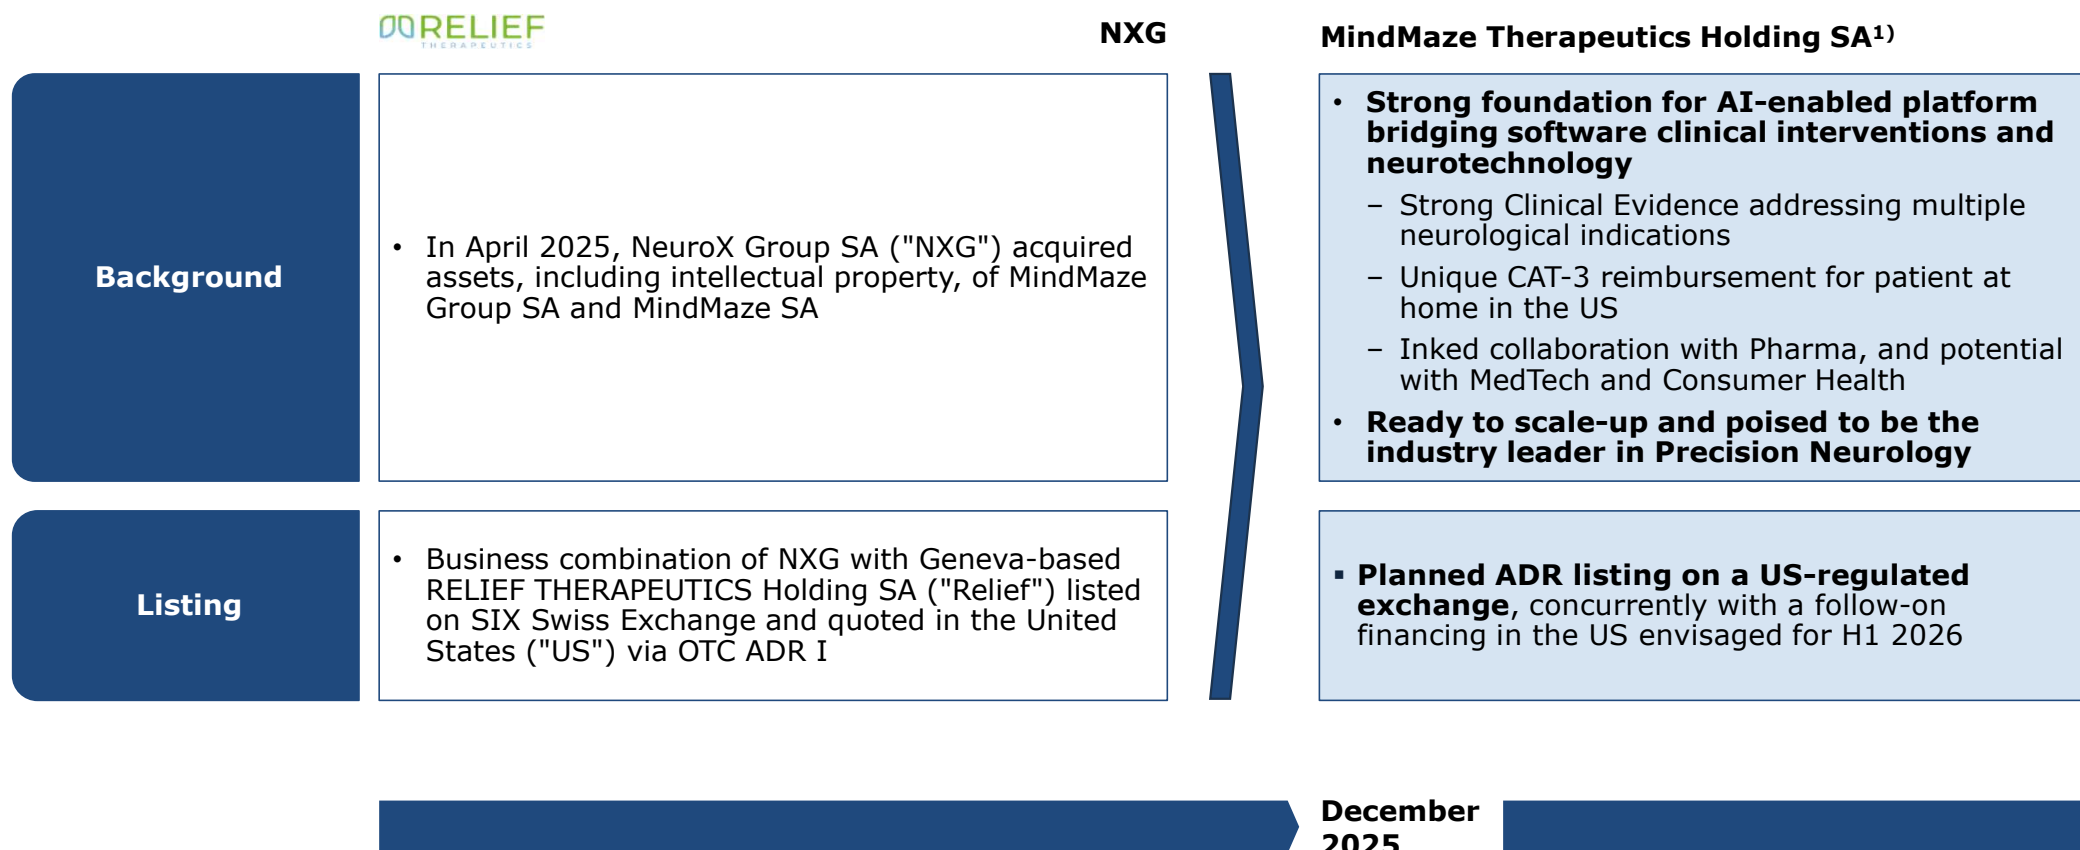 RELIEF
THERAPEUTICS
NXG
MindMaze Therapeutics Holding SA¹⁾
Background
• In April 2025, NeuroX Group SA ("NXG") acquired
assets, including intellectual property, of MindMaze
Group SA and MindMaze SA
• Strong foundation for AI-enabled platform
bridging software clinical interventions and
neurotechnology
– Strong Clinical Evidence addressing multiple
neurological indications
– Unique CAT-3 reimbursement for patient at
home in the US
– Inked collaboration with Pharma, and potential
with MedTech and Consumer Health
• Ready to scale-up and poised to be the
industry leader in Precision Neurology
Listing
• Business combination of NXG with Geneva-based
RELIEF THERAPEUTICS Holding SA ("Relief") listed
on SIX Swiss Exchange and quoted in the United
States ("US") via OTC ADR I
▪ Planned ADR listing on a US-regulated
exchange, concurrently with a follow-on
financing in the US envisaged for H1 2026
December
2025